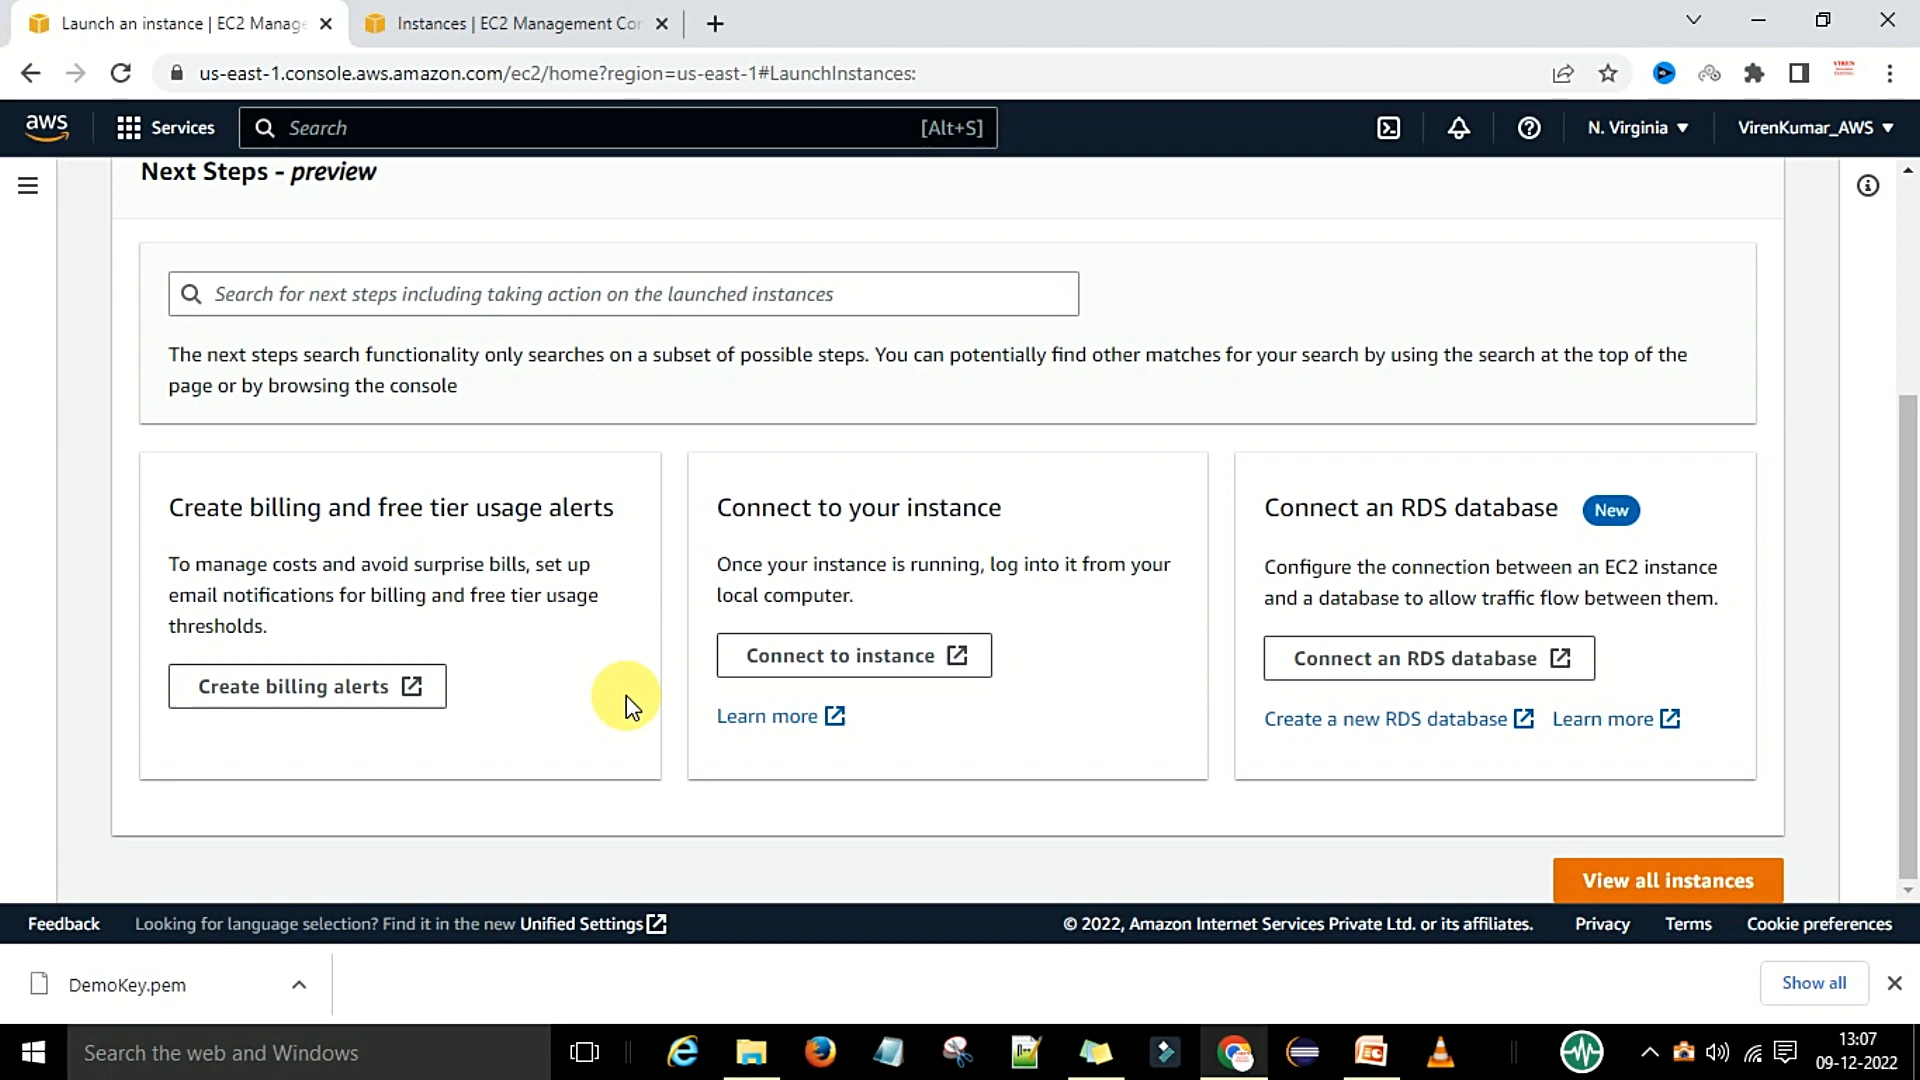 Launch an instance | EC2 Manage
Instances | EC2 Management Cor
us-east-1.console.aws.amazon.com/ec2/home?region=us-east-1#LaunchInstances:
aws
Services
Search
[Alt+S]
N. Virginia
VirenKumar_AWS
Next Steps - preview
Search for next steps including taking action on the launched instances
The next steps search functionality only searches on a subset of possible steps. You can potentially find other matches for your search by using the search at the top of the
page or by browsing the console
Create billing and free tier usage alerts
To manage costs and avoid surprise bills, set up
email notifications for billing and free tier usage
thresholds.
Create billing alerts
Connect to your instance
Once your instance is running, log into it from your
local computer.
Connect to instance
Learn more
Connect an RDS database
New
Configure the connection between an EC2 instance
and a database to allow traffic flow between them.
Connect an RDS database
Create a new RDS database
Learn more
View all instances
Feedback
Looking for language selection? Find it in the new Unified Settings
© 2022, Amazon Internet Services Private Ltd. or its affiliates.
Privacy
Terms
Cookie preferences
DemoKey.pem
Show all
Search the web and Windows
13:07
09-12-2022